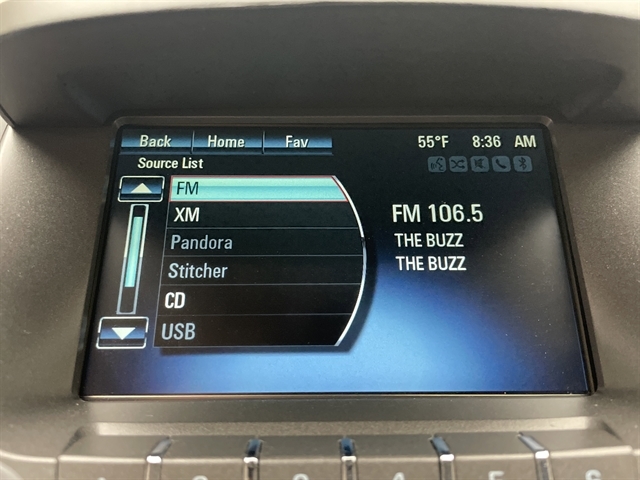 Back Home Fav 55°F 8:36 AM
Source List
FM
XM
Pandora
Stitcher
CD
USB
FM 106.5
THE BUZZ
THE BUZZ